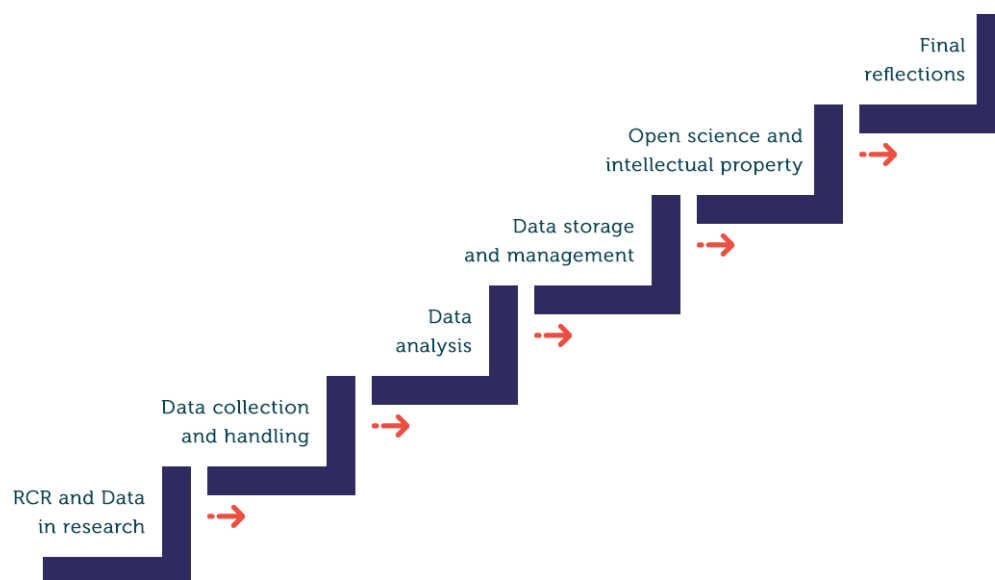 Final
reflections
Open science and
intellectual property
Data storage
and management
Data
analysis
Data collection
and handling
RCR and Data
in research